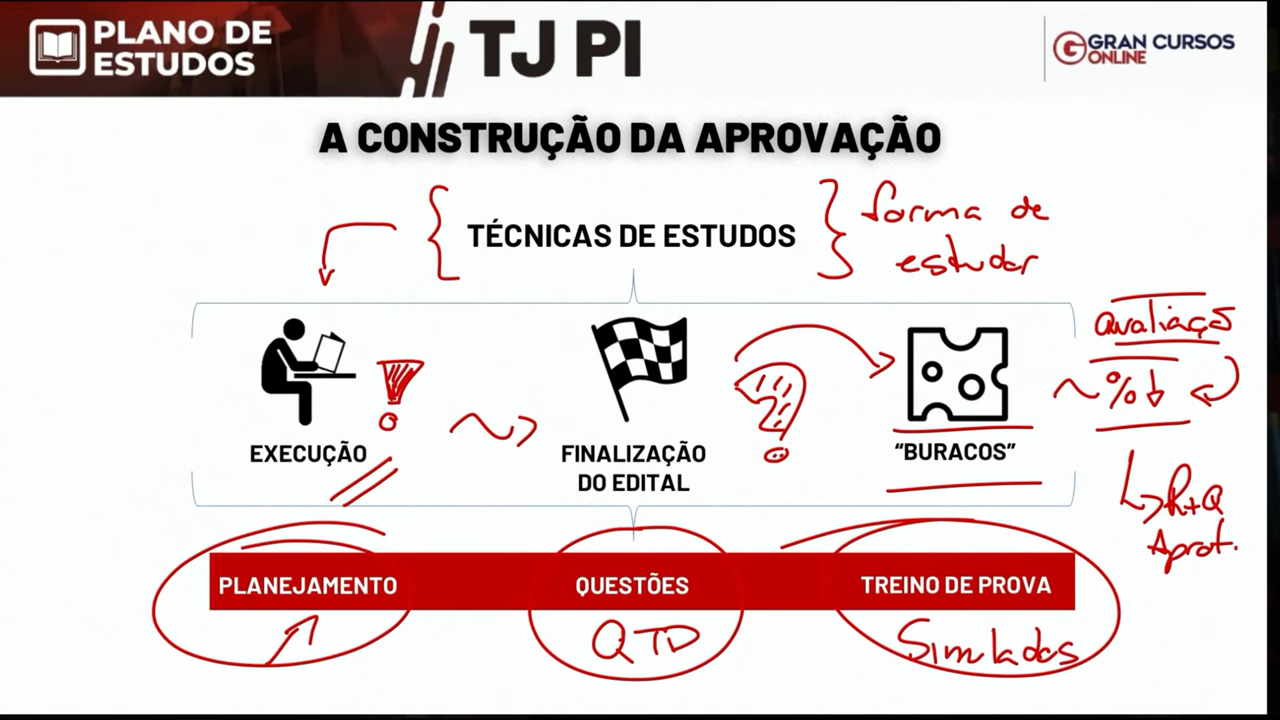 PLANO DE
ESTUDOS
TJ PI
GRAN CURSOS
ONLINE
A CONSTRUÇÃO DA APROVAÇÃO
TÉCNICAS DE ESTUDOS
forma de
estudar
avaliação
~%↓
EXECUÇÃO
!
FINALIZAÇÃO
DO EDITAL
?
“BURACOS”
R+Q
Aprof.
PLANEJAMENTO
QUESTÕES
TREINO DE PROVA
QTD
Simulados